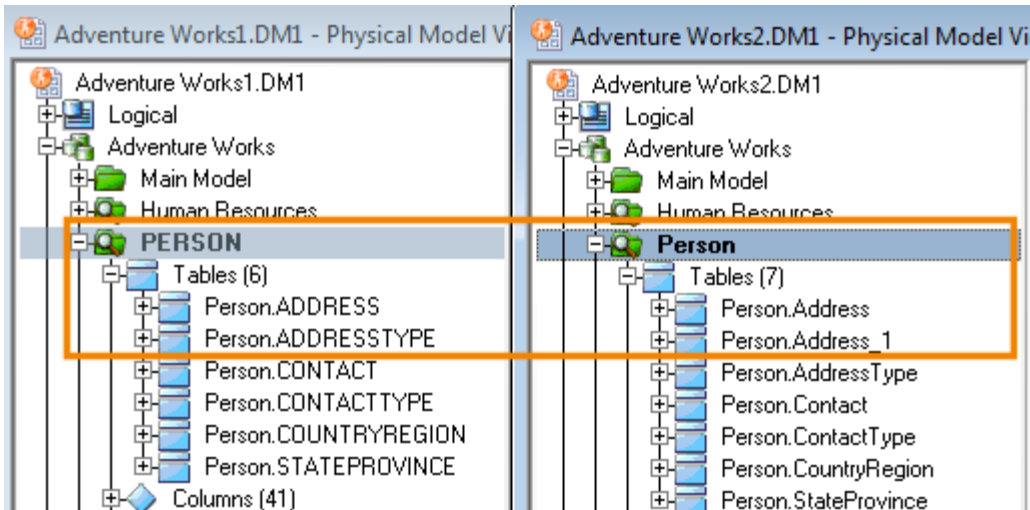 Adventure Works1.DM1 - Physical Model Vi
Adventure Works1.DM1
Logical
Adventure Works
Main Model
Human Resources
PERSON
Tables (6)
Person.ADDRESS
Person.ADDRESSTYPE
Person.CONTACT
Person.CONTACTTYPE
Person.COUNTRYREGION
Person.STATEPROVINCE
Columns (41)
Adventure Works2.DM1 - Physical Model Vi
Adventure Works2.DM1
Logical
Adventure Works
Main Model
Human Resources
Person
Tables (7)
Person.Address
Person.Address_1
Person.AddressType
Person.Contact
Person.ContactType
Person.CountryRegion
Person.StateProvince